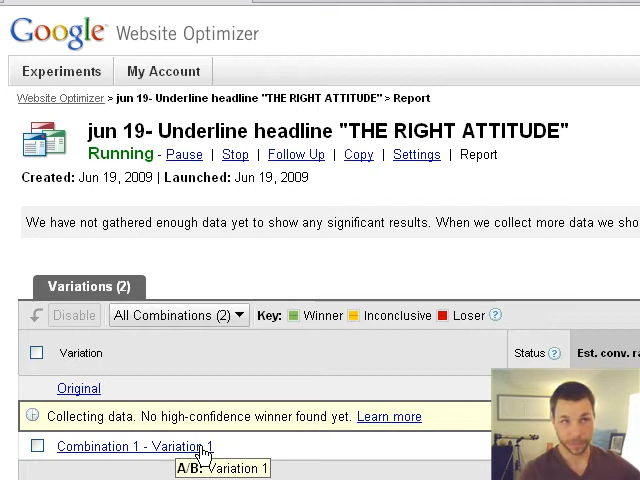 Google™ Website Optimizer
Experiments My Account
Website Optimizer > jun 19- Underline headline "THE RIGHT ATTITUDE" > Report
jun 19- Underline headline "THE RIGHT ATTITUDE"
Running - Pause | Stop | Follow Up | Copy | Settings | Report
Created: Jun 19, 2009 | Launched: Jun 19, 2009
We have not gathered enough data yet to show any significant results. When we collect more data we sho
Variations (2)
Disable All Combinations (2) Key: Winner Inconclusive Loser ?
Variation Status ? Est. conv. ra
Original
Collecting data. No high-confidence winner found yet. Learn more
Combination 1 - Variation 1
A/B: Variation 1